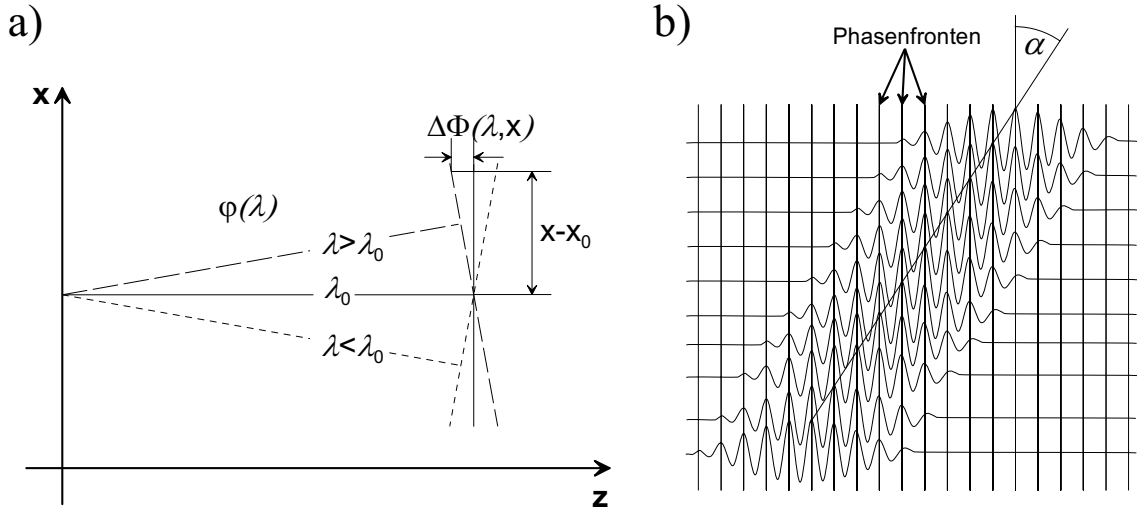 a)
x
ΔΦ(λ,x)
φ(λ)
λ>λ₀
x-x₀
λ₀
λ<λ₀
z
b)
Phasenfronten
α